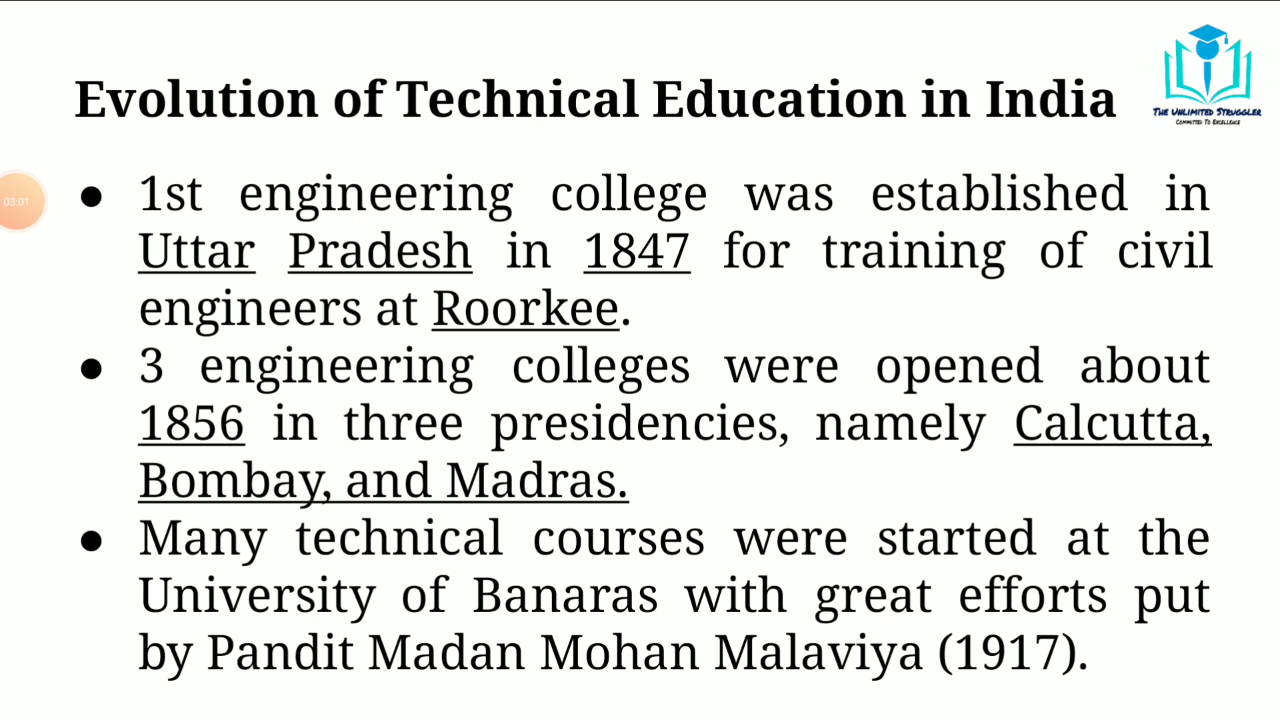 Evolution of Technical Education in India
THE UNLIMITED STRUGGLER
COMMITTED TO EXCELLENCE
03:01
● 1st engineering college was established in
Uttar Pradesh in 1847 for training of civil
engineers at Roorkee.
● 3 engineering colleges were opened about
1856 in three presidencies, namely Calcutta,
Bombay, and Madras.
● Many technical courses were started at the
University of Banaras with great efforts put
by Pandit Madan Mohan Malaviya (1917).